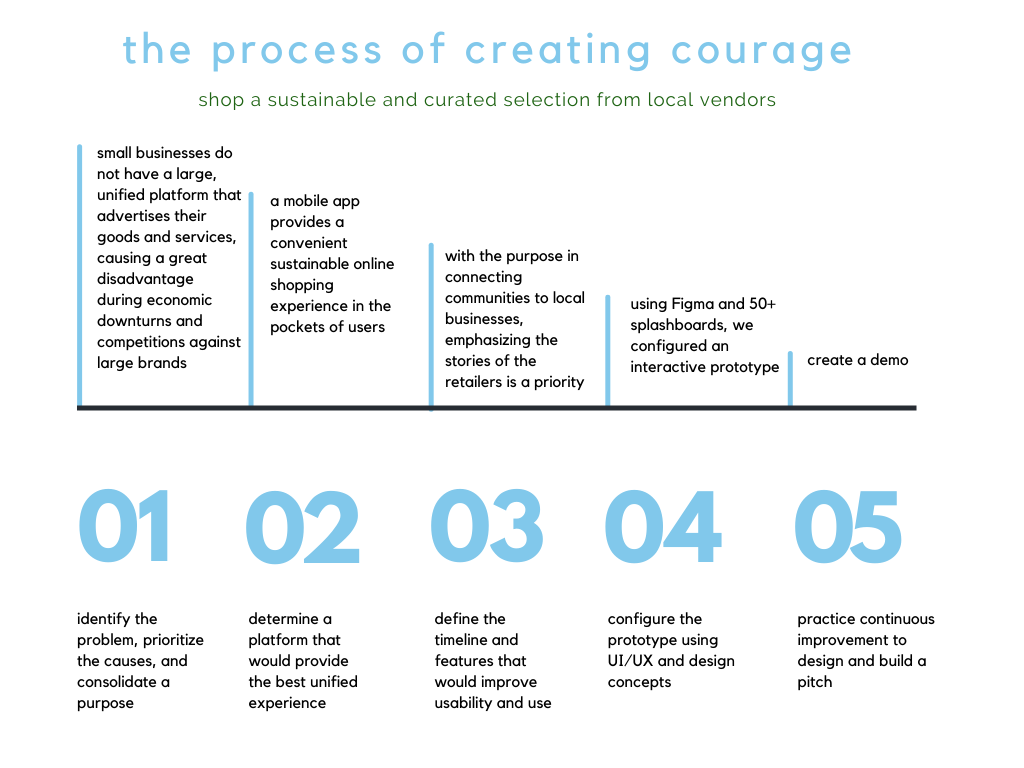 the process of creating courage
shop a sustainable and curated selection from local vendors
small businesses do
not have a large,
unified platform that
advertises their
goods and services,
causing a great
disadvantage
during economic
downturns and
competitions against
large brands
a mobile app
provides a
convenient
sustainable online
shopping
experience in the
pockets of users
with the purpose in
connecting
communities to local
businesses,
emphasizing the
stories of the
retailers is a priority
using Figma and 50+
splashboards, we
configured an
interactive prototype
create a demo
01
identify the
problem, prioritize
the causes, and
consolidate a
purpose
02
determine a
platform that
would provide
the best unified
experience
03
define the
timeline and
features that
would improve
usability and use
04
configure the
prototype using
UI/UX and design
concepts
05
practice continuous
improvement to
design and build a
pitch